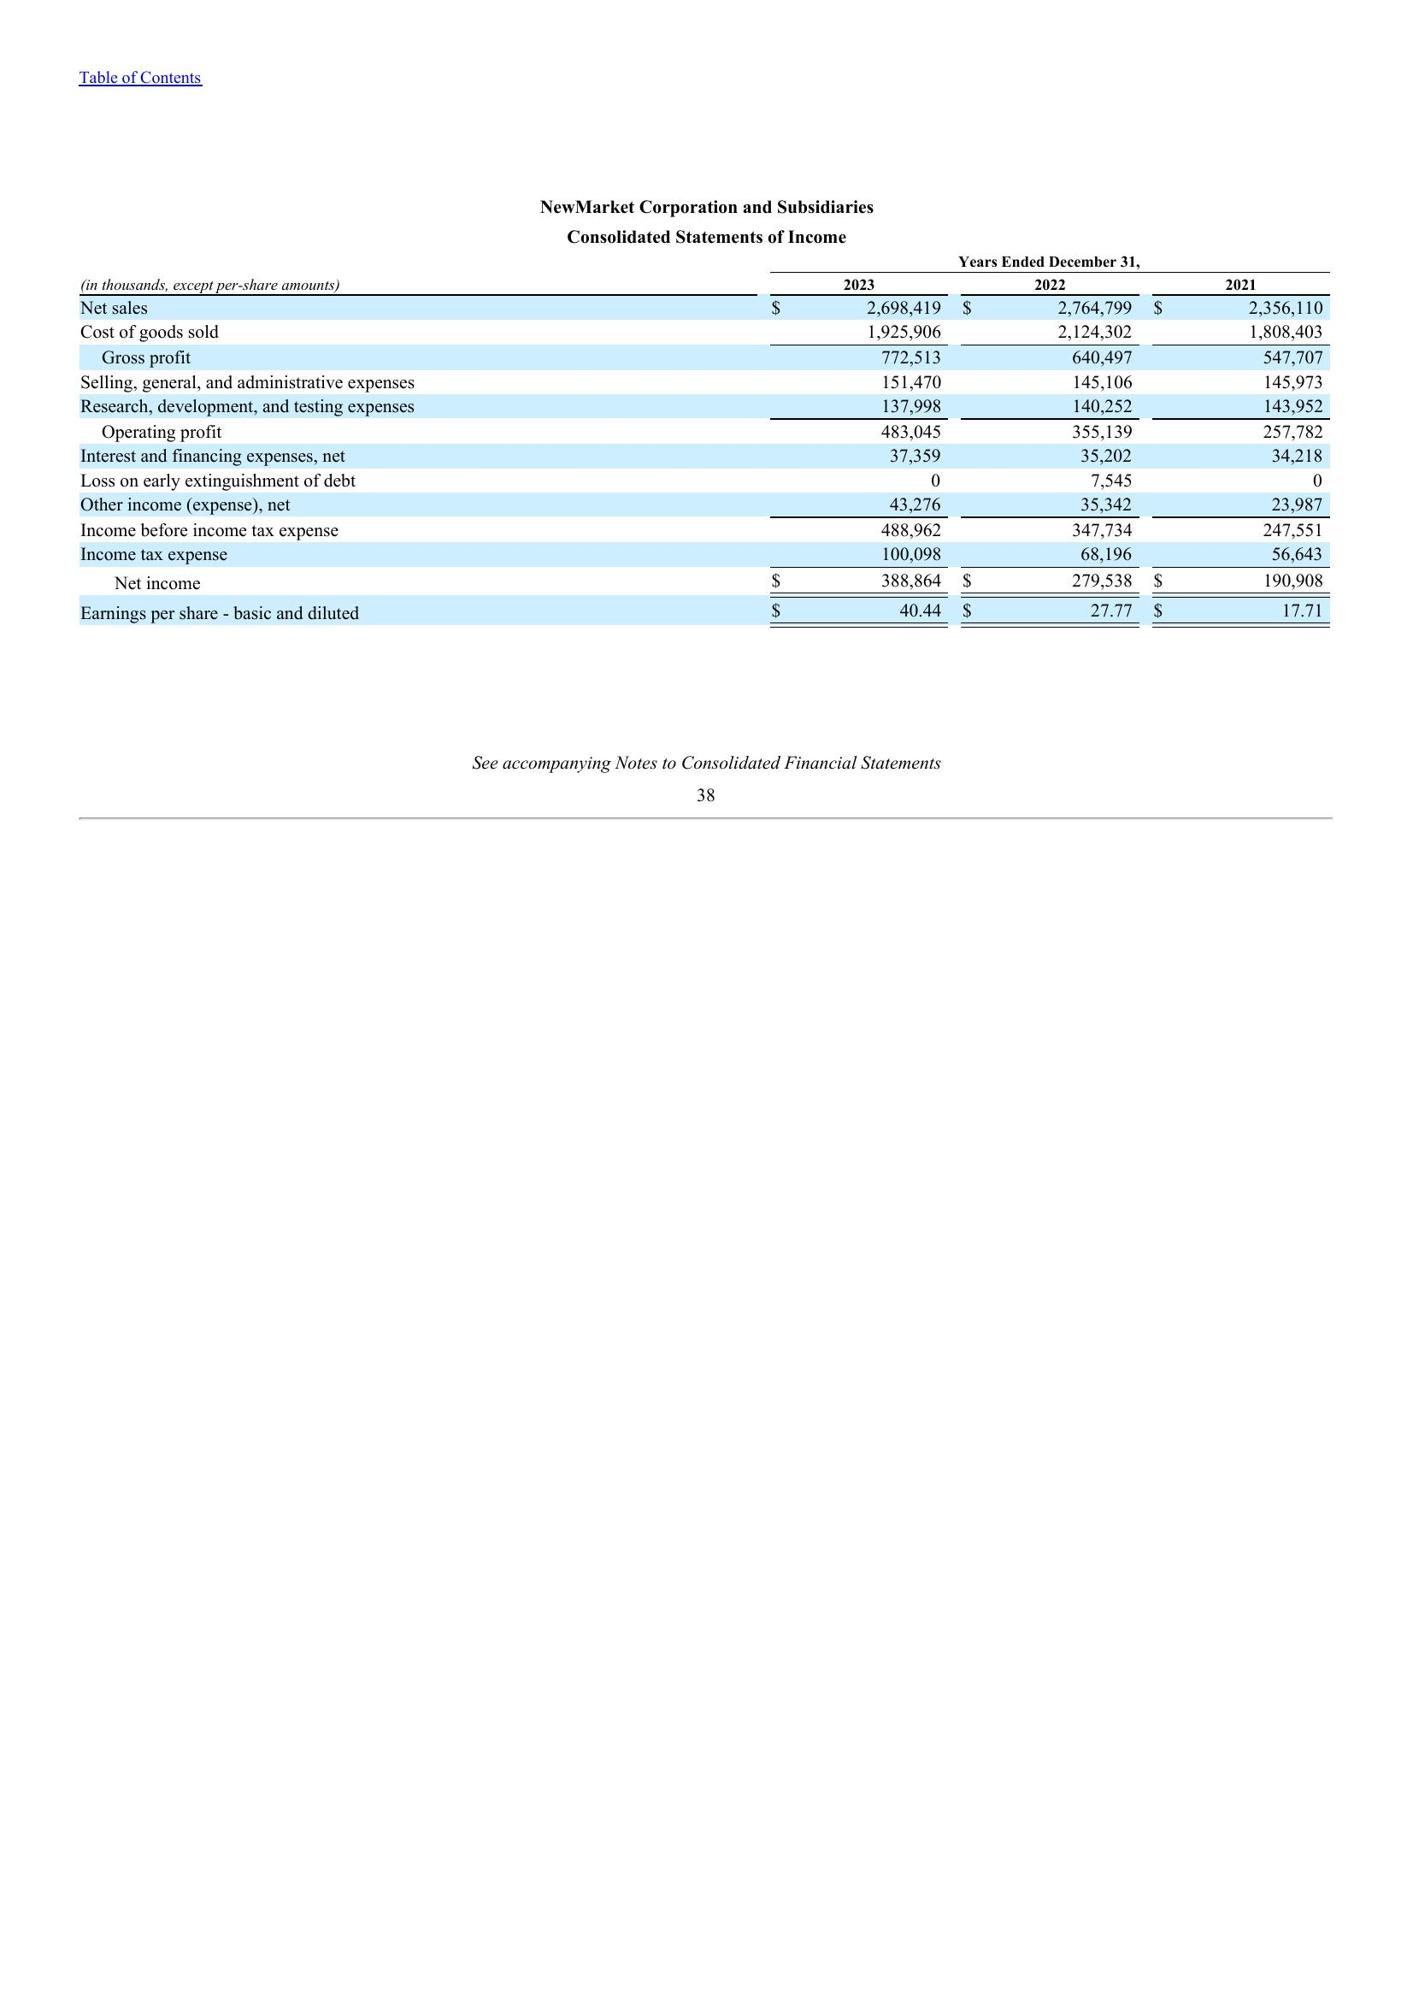 Table of Contents
NewMarket Corporation and Subsidiaries
Consolidated Statements of Income
Years Ended December 31,
(in thousands, except per-share amounts) 2023 2022 2021
Net sales $ 2,698,419 $ 2,764,799 $ 2,356,110
Cost of goods sold 1,925,906 2,124,302 1,808,403
Gross profit 772,513 640,497 547,707
Selling, general, and administrative expenses 151,470 145,106 145,973
Research, development, and testing expenses 137,998 140,252 143,952
Operating profit 483,045 355,139 257,782
Interest and financing expenses, net 37,359 35,202 34,218
Loss on early extinguishment of debt 0 7,545 0
Other income (expense), net 43,276 35,342 23,987
Income before income tax expense 488,962 347,734 247,551
Income tax expense 100,098 68,196 56,643
Net income $ 388,864 $ 279,538 $ 190,908
Earnings per share - basic and diluted $ 40.44 $ 27.77 $ 17.71
See accompanying Notes to Consolidated Financial Statements
38